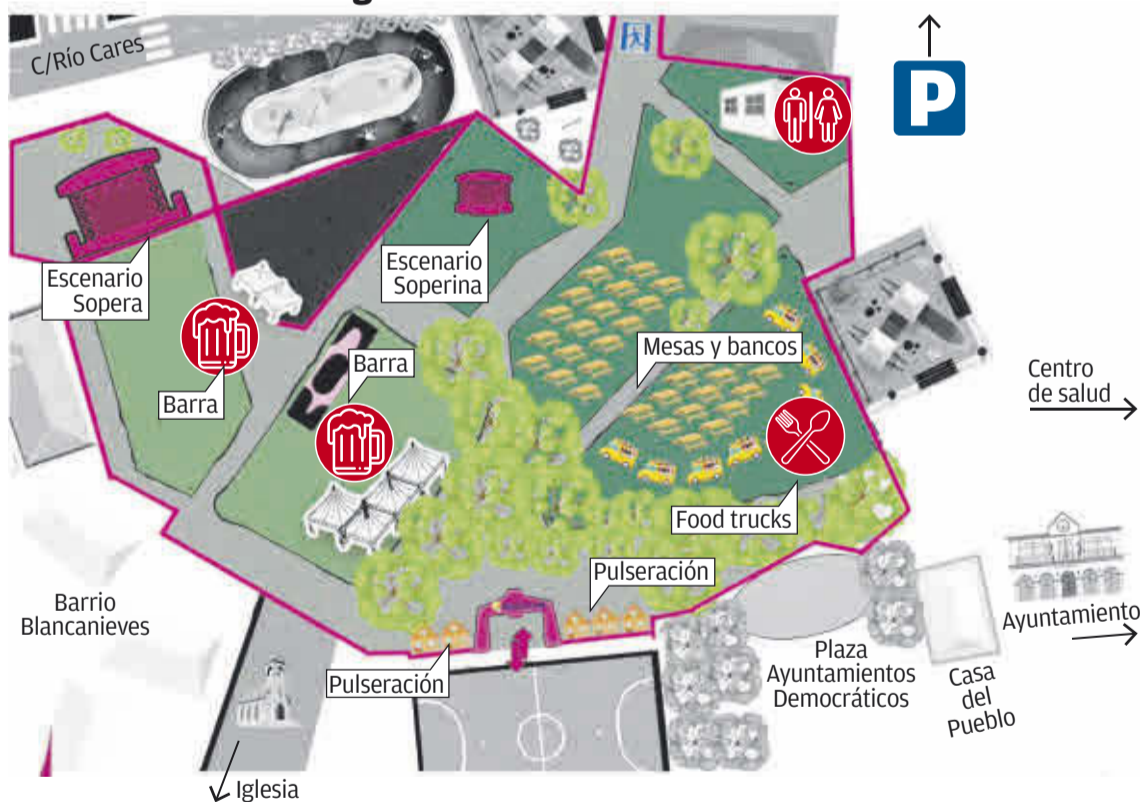 C/Río Cares
P
Escenario
Sopera
Escenario
Soperina
Barra
Barra
Mesas y bancos
Centro
de salud
Food trucks
Pulseración
Pulseración
Barrio
Blancanieves
Ayuntamiento
Plaza
Ayuntamientos
Democráticos
Casa
del
Pueblo
Iglesia